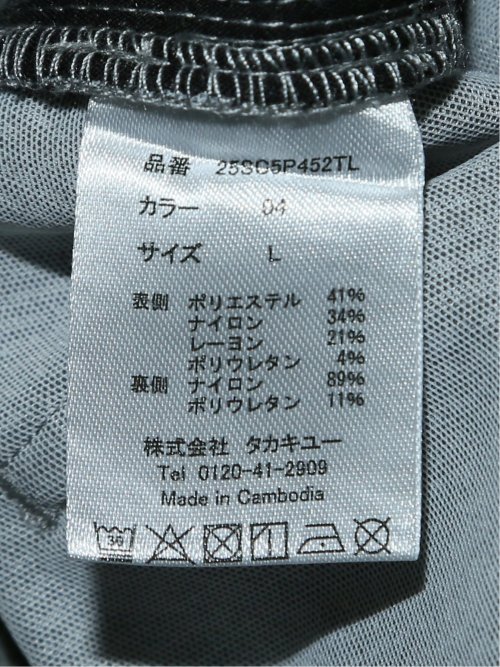 品番 25SC5P452TL
カラー 04
サイズ L
表側 ポリエステル 41%
ナイロン 34%
レーヨン 21%
ポリウレタン 4%
裏側 ナイロン 89%
ポリウレタン 11%
株式会社 タカキユー
Tel 0120-41-2909
Made in Cambodia
30